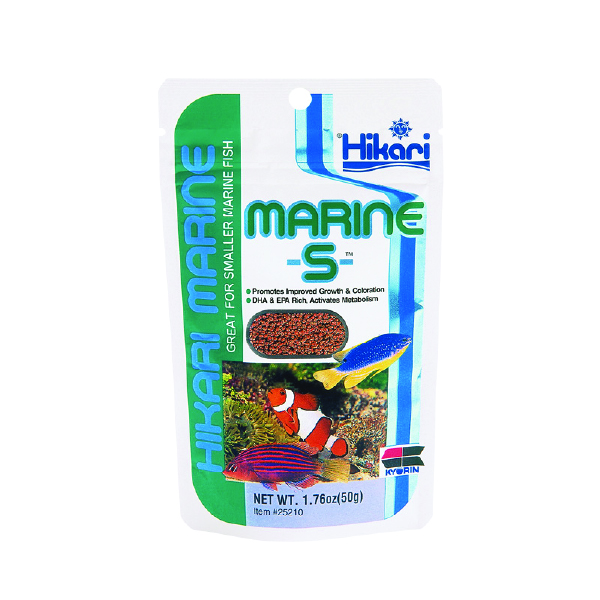 HIKARI MARINE
GREAT FOR SMALLER MARINE FISH
®Hikari
MARINE
-S-™
• Promotes Improved Growth & Coloration
• DHA & EPA Rich, Activates Metabolism
KYORIN
NET WT. 1.76oz(50g)
Item #25210